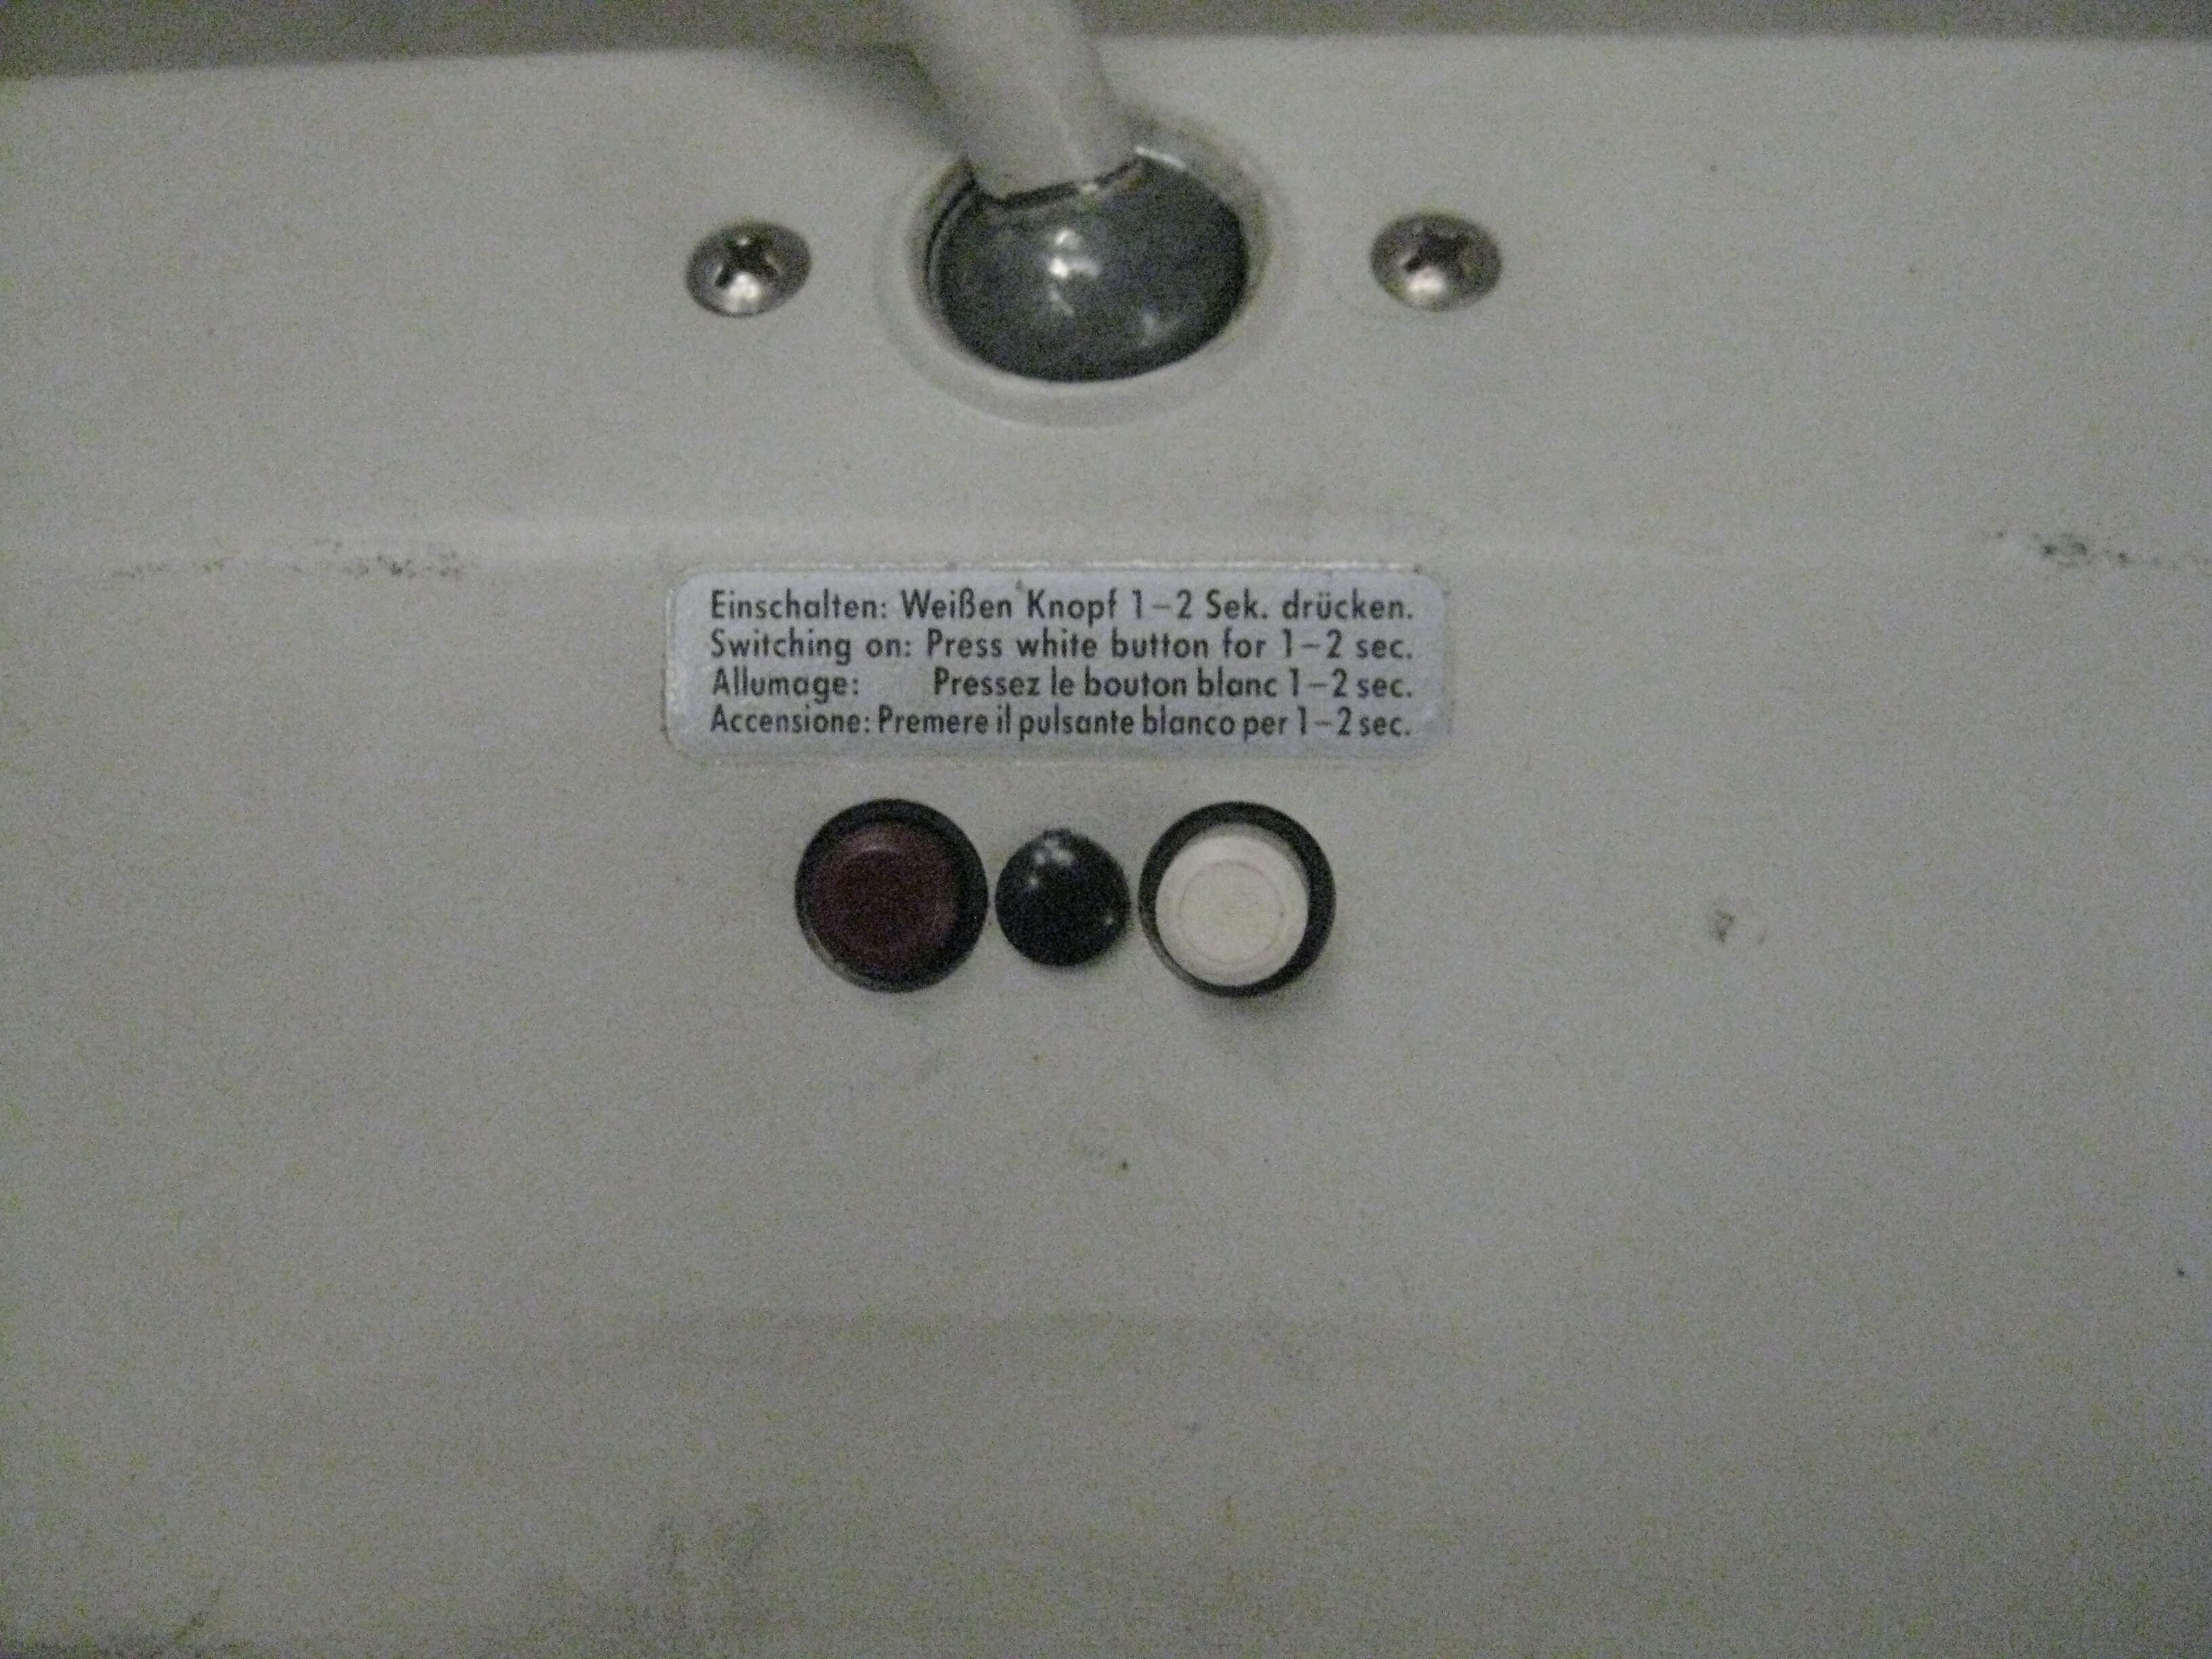 Einschalten: Weißen Knopf 1–2 Sek. drücken.
Switching on: Press white button for 1–2 sec.
Allumage: Pressez le bouton blanc 1–2 sec.
Accensione: Premere il pulsante blanco per 1–2 sec.